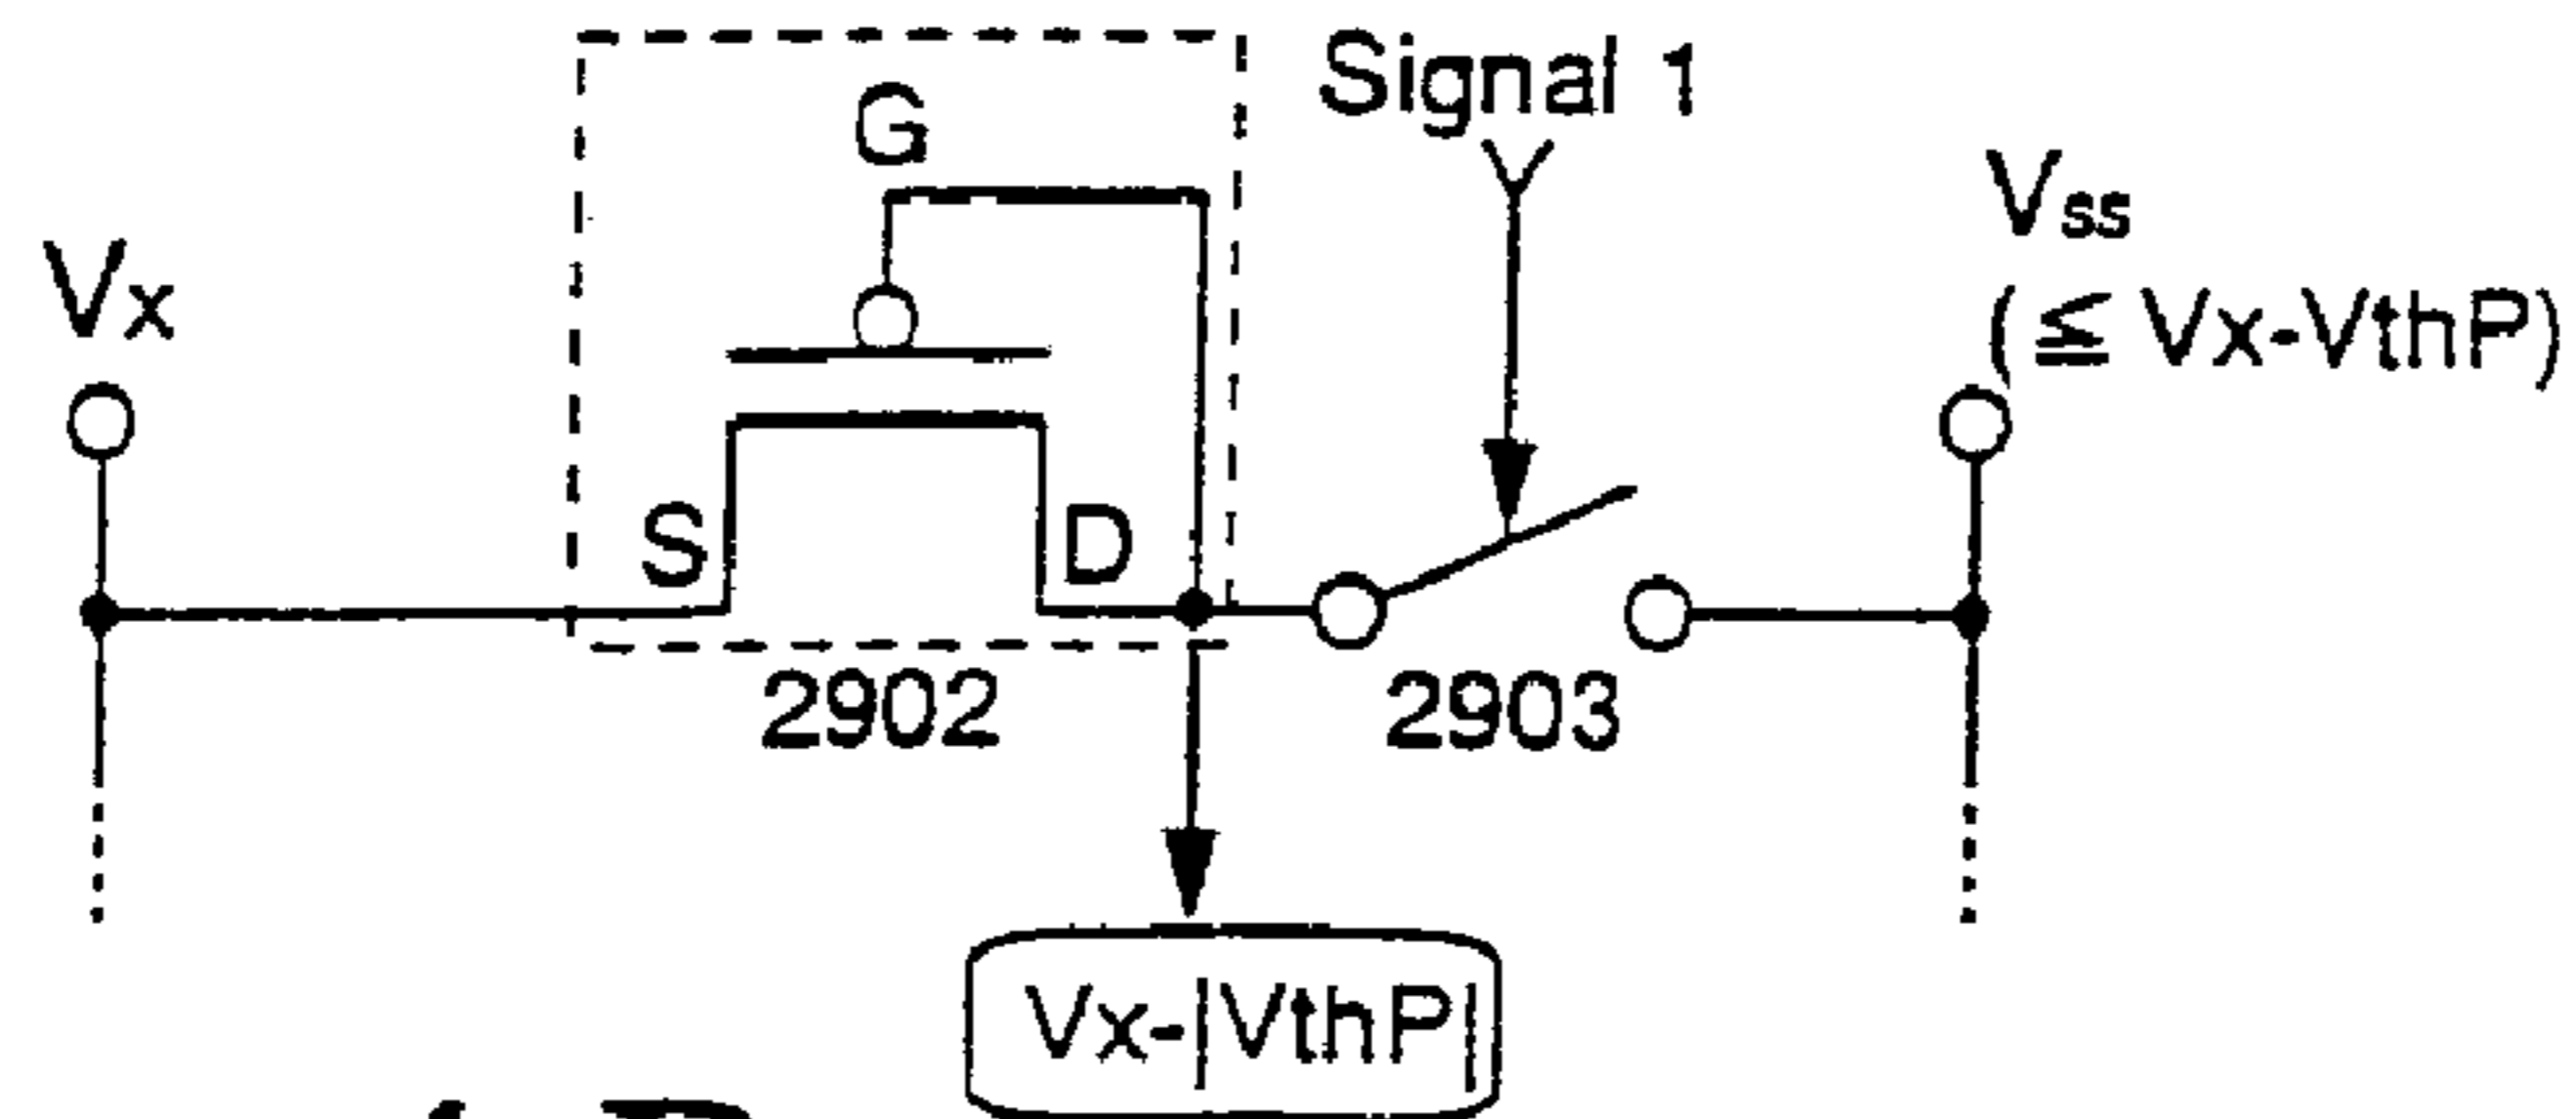 G
Signal 1
Vss
(≦ Vx-VthP)
Vx
S
D
2902
2903
Vx-|VthP|